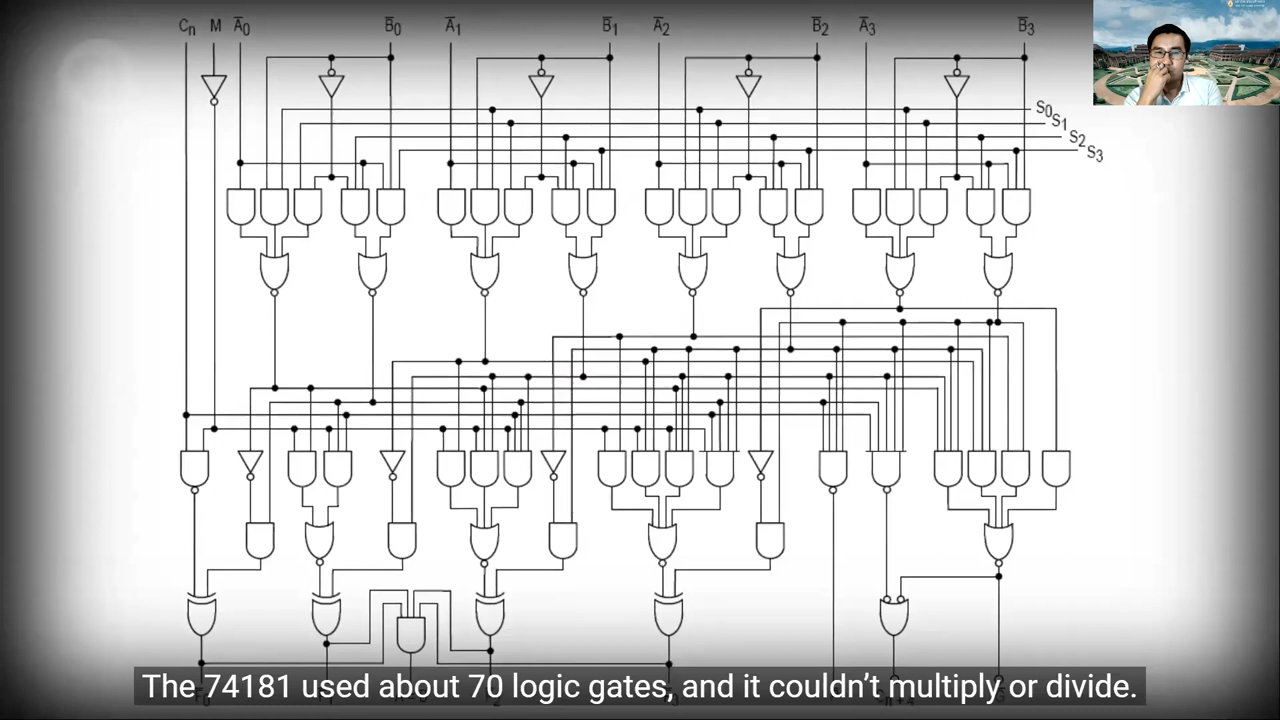 Cn M A̅0 B̅0 A̅1 B̅1 A̅2 B̅2 A̅3 B̅3
S0
S1
S2
S3
The 74181 used about 70 logic gates, and it couldn't multiply or divide.